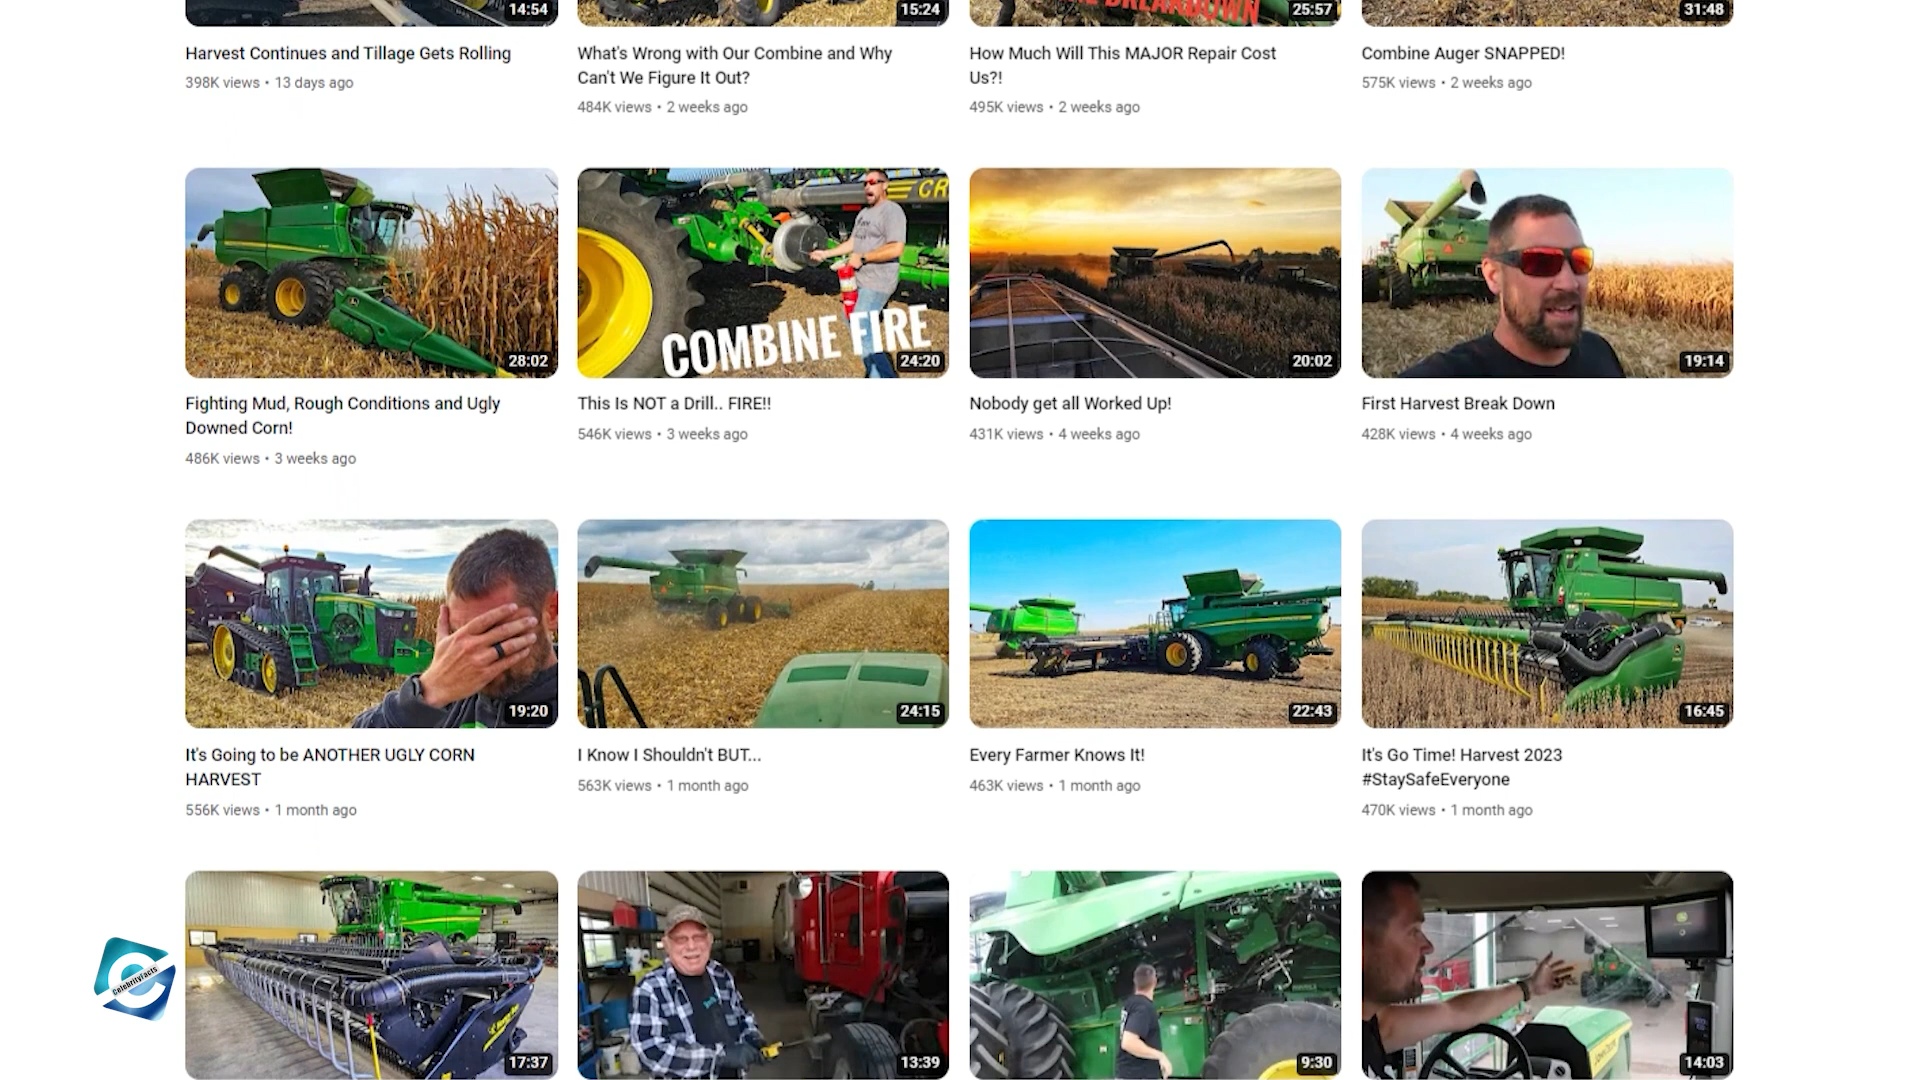 14:54
15:24
BREAKDOWN
25:57
31:48
Harvest Continues and Tillage Gets Rolling
398K views • 13 days ago
What's Wrong with Our Combine and Why
Can't We Figure It Out?
484K views • 2 weeks ago
How Much Will This MAJOR Repair Cost
Us?!
495K views • 2 weeks ago
Combine Auger SNAPPED!
575K views • 2 weeks ago
28:02
CR
COMBINE FIRE
24:20
20:02
19:14
Fighting Mud, Rough Conditions and Ugly
Downed Corn!
486K views • 3 weeks ago
This Is NOT a Drill.. FIRE!!
546K views • 3 weeks ago
Nobody get all Worked Up!
431K views • 4 weeks ago
First Harvest Break Down
428K views • 4 weeks ago
19:20
24:15
22:43
16:45
It's Going to be ANOTHER UGLY CORN
HARVEST
556K views • 1 month ago
I Know I Shouldn't BUT...
563K views • 1 month ago
Every Farmer Knows It!
463K views • 1 month ago
It's Go Time! Harvest 2023
#StaySafeEveryone
470K views • 1 month ago
CelebrityFacts
17:37
13:39
9:30
14:03